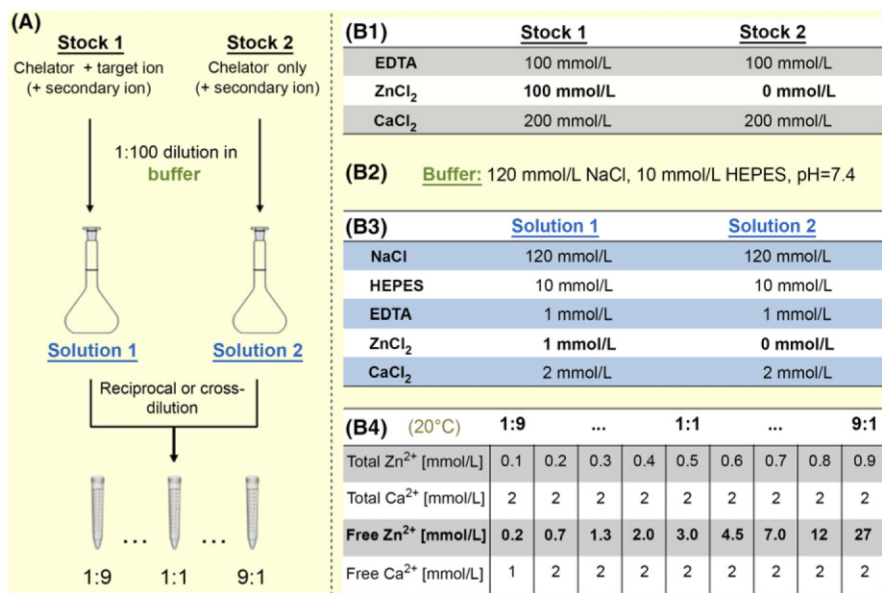 (A)
Stock 1
Stock 2
Chelator + target ion
(+ secondary ion)
Chelator only
(+ secondary ion)
1:100 dilution in
buffer
Solution 1
Solution 2
Reciprocal or cross-
dilution
... ...
1:9 1:1 9:1
(B1) Stock 1 Stock 2
EDTA 100 mmol/L 100 mmol/L
ZnCl2 100 mmol/L 0 mmol/L
CaCl2 200 mmol/L 200 mmol/L
(B2) Buffer: 120 mmol/L NaCl, 10 mmol/L HEPES, pH=7.4
(B3) Solution 1 Solution 2
NaCl 120 mmol/L 120 mmol/L
HEPES 10 mmol/L 10 mmol/L
EDTA 1 mmol/L 1 mmol/L
ZnCl2 1 mmol/L 0 mmol/L
CaCl2 2 mmol/L 2 mmol/L
(B4) (20°C) 1:9 ... 1:1 ... 9:1
Total Zn2+ [mmol/L] 0.1 0.2 0.3 0.4 0.5 0.6 0.7 0.8 0.9
Total Ca2+ [mmol/L] 2 2 2 2 2 2 2 2 2
Free Zn2+ [mmol/L] 0.2 0.7 1.3 2.0 3.0 4.5 7.0 12 27
Free Ca2+ [mmol/L] 1 2 2 2 2 2 2 2 2